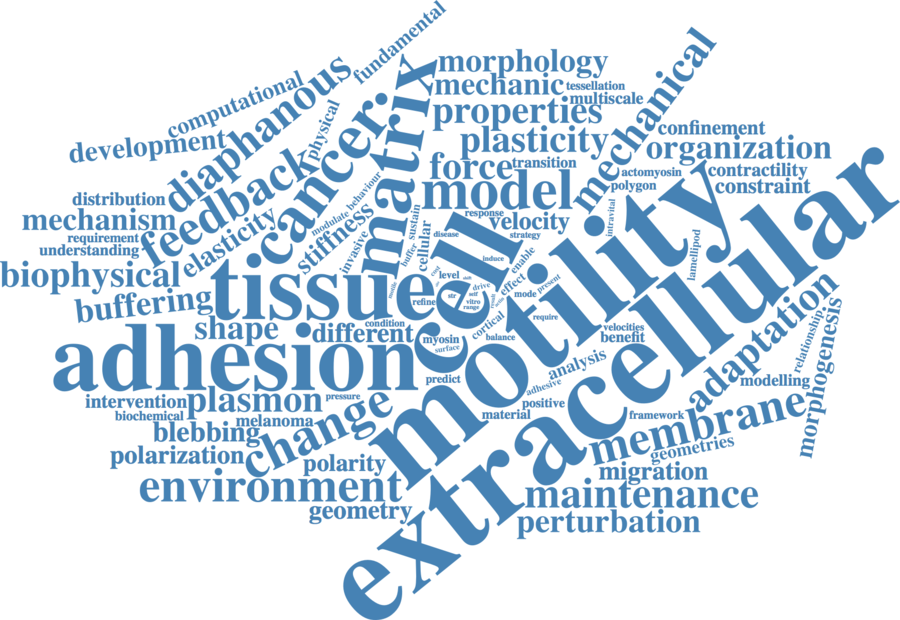 fundamental
morphology
mechanic
tessellation
multiscale
properties
computational
diaphanous
physical
cancer:
matrix
mechanical
development
plasticity
confinement
organization
feedback
force
transition
actomyosin
contractility
polygon
constraint
model
modulate
behaviour
distribution
mechanism
requirement
understanding
elasticity
stiffness
invasive
sustain
buffer
cellular
response
velocity
disease
strategy
intravital
motility
extracellular
lamellipod
biophysical
tissue
cell
induce
enable
level
shift
drive
effect
self
str
vitro
range
refine
mode
present
buffering
shape
different
condition
cortical
require
myosin
surface
balance
velocities
benefit
adaptation
relationship
morphogenesis
adhesion
predict
analysis
adhesive
modelling
intervention
plasmon
pressure
biochemical
melanoma
change
positive
material
framework
membrane
blebbing
polarization
polarity
geometries
migration
environment
maintenance
geometry
perturbation